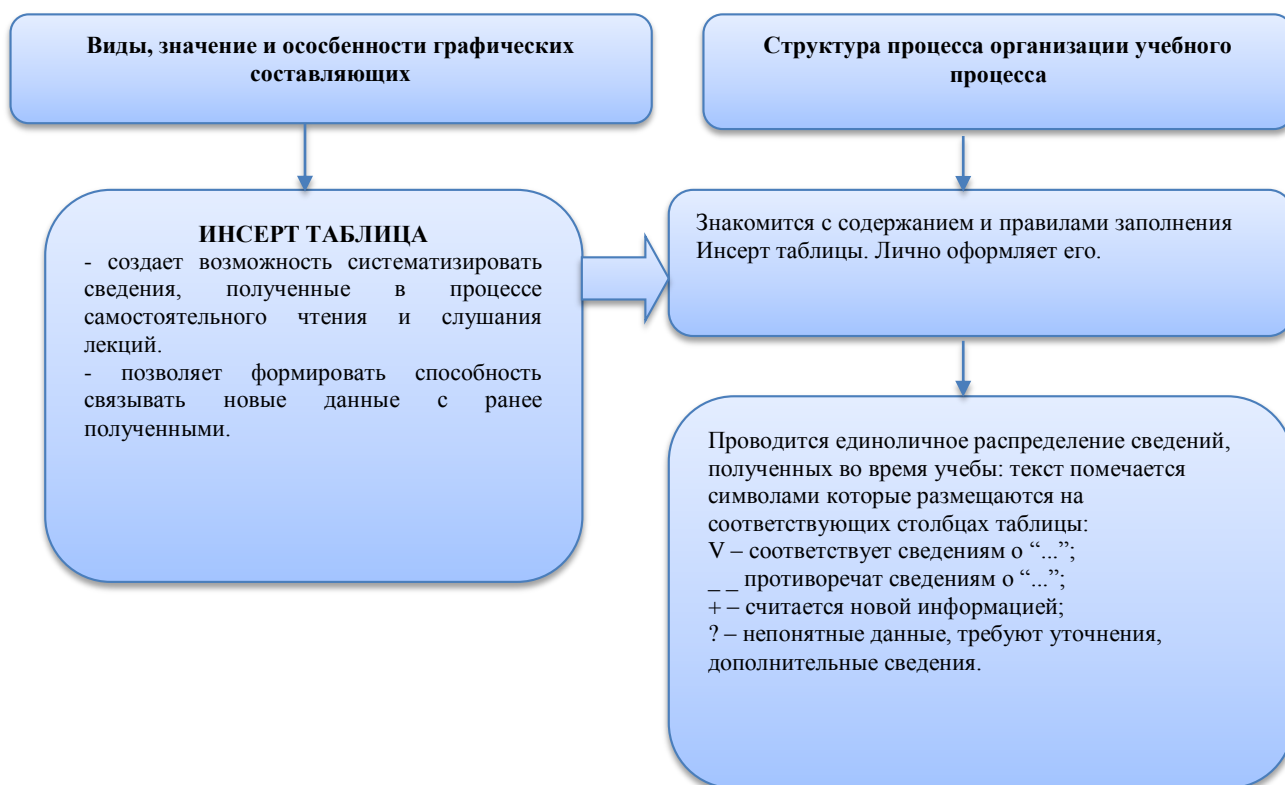 Виды, значение и ососбенности графических
составляющих
Структура процесса организации учебного
процесса
ИНСЕРТ ТАБЛИЦА
- создает возможность систематизировать
сведения, полученные в процессе
самостоятельного чтения и слушания
лекций.
- позволяет формировать способность
связывать новые данные с ранее
полученными.
Знакомится с содержанием и правилами заполнения
Инсерт таблицы. Лично оформляет его.
Проводится единоличное распределение сведений,
полученных во время учебы: текст помечается
символами которые размещаются на
соответствующих столбцах таблицы:
V – соответствует сведениям о “...”;
_ _ противоречат сведениям о “...”;
+ – считается новой информацией;
? – непонятные данные, требуют уточнения,
дополнительные сведения.